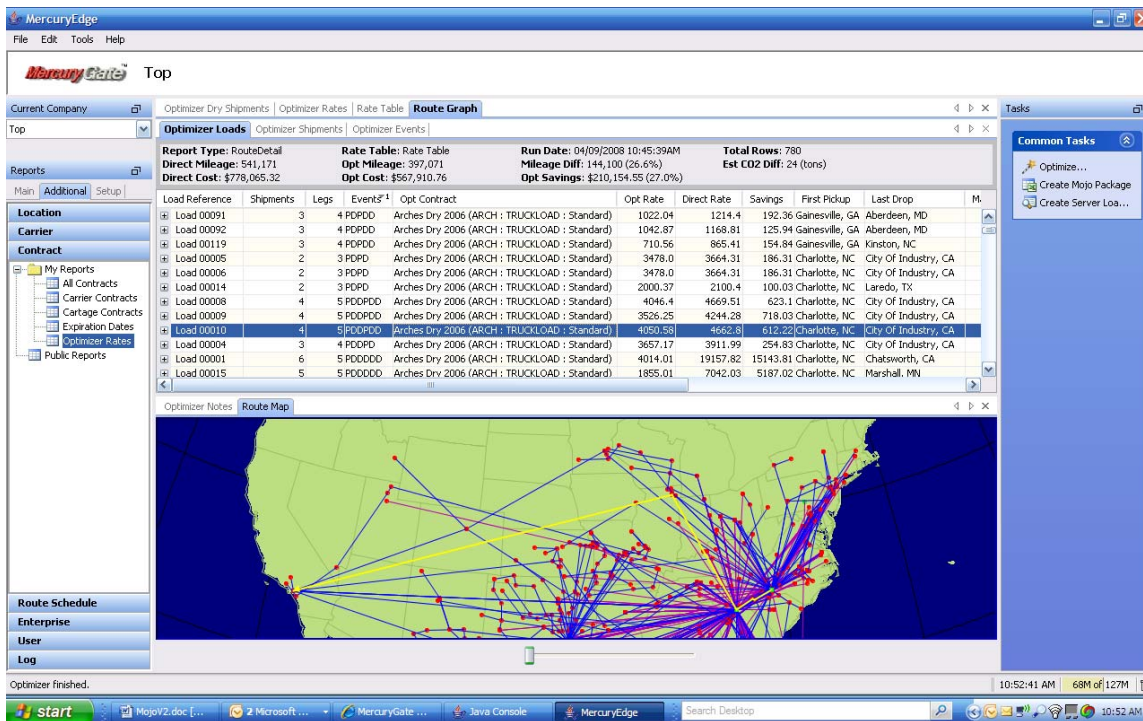 MercuryEdge
File Edit Tools Help
MercuryGate™ Top
Current Company
Top
Reports
Main Additional Setup
Location
Carrier
Contract
My Reports
All Contracts
Carrier Contracts
Cartage Contracts
Expiration Dates
Optimizer Rates
Public Reports
Route Schedule
Enterprise
User
Log
Optimizer Dry Shipments Optimizer Rates Rate Table Route Graph
Optimizer Loads Optimizer Shipments Optimizer Events
Report Type: RouteDetail Rate Table: Rate Table Run Date: 04/09/2008 10:45:39AM Total Rows: 780
Direct Mileage: 541,171 Opt Mileage: 397,071 Mileage Diff: 144,100 (26.6%) Est CO2 Diff: 24 (tons)
Direct Cost: $778,065.32 Opt Cost: $567,910.76 Opt Savings: $210,154.55 (27.0%)
Load Reference Shipments Legs Events 1 Opt Contract Opt Rate Direct Rate Savings First Pickup Last Drop M
Load 00091 3 4 PDPDD Arches Dry 2006 (ARCH : TRUCKLOAD : Standard) 1022.04 1214.4 192.36 Gainesville, GA Aberdeen, MD
Load 00092 3 4 PDPDD Arches Dry 2006 (ARCH : TRUCKLOAD : Standard) 1042.87 1168.81 125.94 Gainesville, GA Aberdeen, MD
Load 00119 3 4 PDPDD Arches Dry 2006 (ARCH : TRUCKLOAD : Standard) 710.56 865.41 154.84 Gainesville, GA Kinston, NC
Load 00005 2 3 PDPD Arches Dry 2006 (ARCH : TRUCKLOAD : Standard) 3478.0 3664.31 186.31 Charlotte, NC City Of Industry, CA
Load 00006 2 3 PDPD Arches Dry 2006 (ARCH : TRUCKLOAD : Standard) 3478.0 3664.31 186.31 Charlotte, NC City Of Industry, CA
Load 00014 2 3 PDPD Arches Dry 2006 (ARCH : TRUCKLOAD : Standard) 2000.37 2100.4 100.03 Charlotte, NC Laredo, TX
Load 00008 4 5 PDDPDD Arches Dry 2006 (ARCH : TRUCKLOAD : Standard) 4046.4 4669.51 623.1 Charlotte, NC City Of Industry, CA
Load 00009 4 5 PDDPDD Arches Dry 2006 (ARCH : TRUCKLOAD : Standard) 3526.25 4244.28 718.03 Charlotte, NC City Of Industry, CA
Load 00010 4 5 PDDPDD Arches Dry 2006 (ARCH : TRUCKLOAD : Standard) 4050.58 4662.8 612.22 Charlotte, NC City Of Industry, CA
Load 00004 3 4 PDDPD Arches Dry 2006 (ARCH : TRUCKLOAD : Standard) 3657.17 3911.99 254.83 Charlotte, NC City Of Industry, CA
Load 00001 6 5 PDDDDD Arches Dry 2006 (ARCH : TRUCKLOAD : Standard) 4014.01 19157.82 15143.81 Charlotte, NC Chatsworth, CA
Load 00015 5 5 PDDDDD Arches Dry 2006 (ARCH : TRUCKLOAD : Standard) 1855.01 7042.03 5187.02 Charlotte, NC Marshall, MN
Optimizer Notes Route Map
Tasks
Common Tasks
Optimize...
Create Mojo Package
Create Server Loa...
Optimizer finished. 10:52:41 AM 68M of 127M
start MojoV2.doc [... 2 Microsoft ... MercuryGate ... Java Console MercuryEdge Search Desktop 10:52 AM